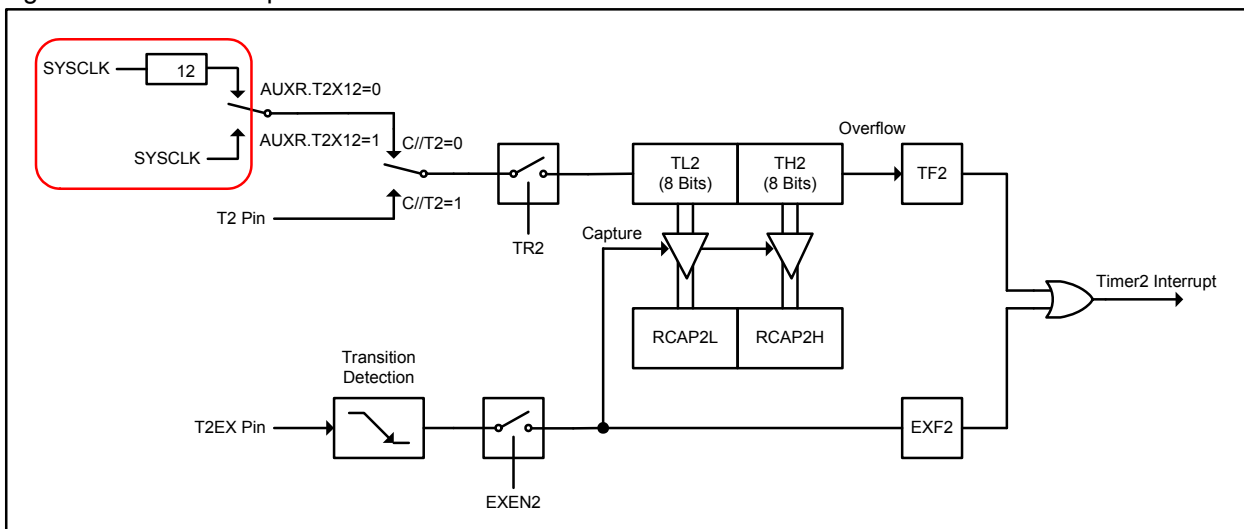 SYSCLK
12
AUXR.T2X12=0
AUXR.T2X12=1
SYSCLK
C//T2=0
C//T2=1
T2 Pin
TR2
TL2
(8 Bits)
TH2
(8 Bits)
Overflow
TF2
Capture
RCAP2L
RCAP2H
Timer2 Interrupt
Transition
Detection
T2EX Pin
EXEN2
EXF2